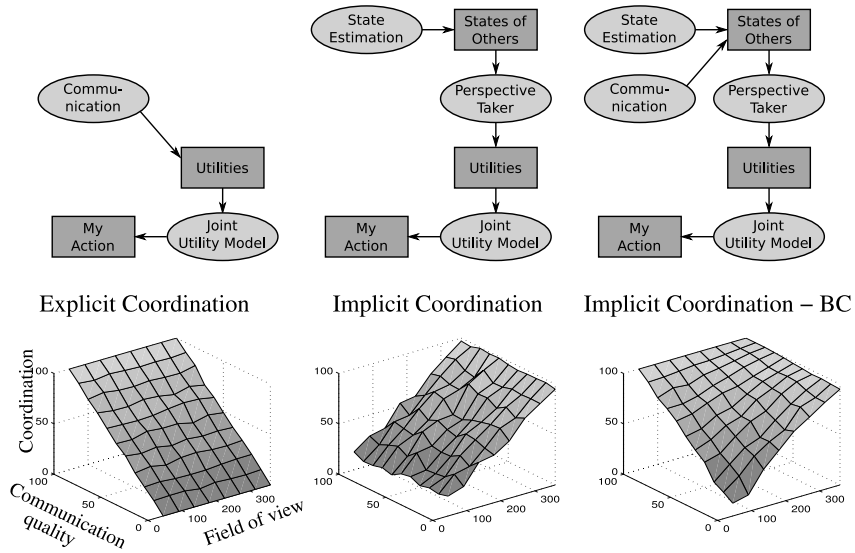 Commu-
nication
Utilities
My
Action
Joint
Utility Model
State
Estimation
States of
Others
Perspective
Taker
Utilities
My
Action
Joint
Utility Model
State
Estimation
States of
Others
Commu-
nication
Perspective
Taker
Utilities
My
Action
Joint
Utility Model
Explicit Coordination
Implicit Coordination
Implicit Coordination – BC
Coordination
100
50
0
100
50
0
Communication
quality
0
100
200
300
Field of view
100
50
0
100
50
0
0
100
200
300
100
50
0
100
50
0
0
100
200
300